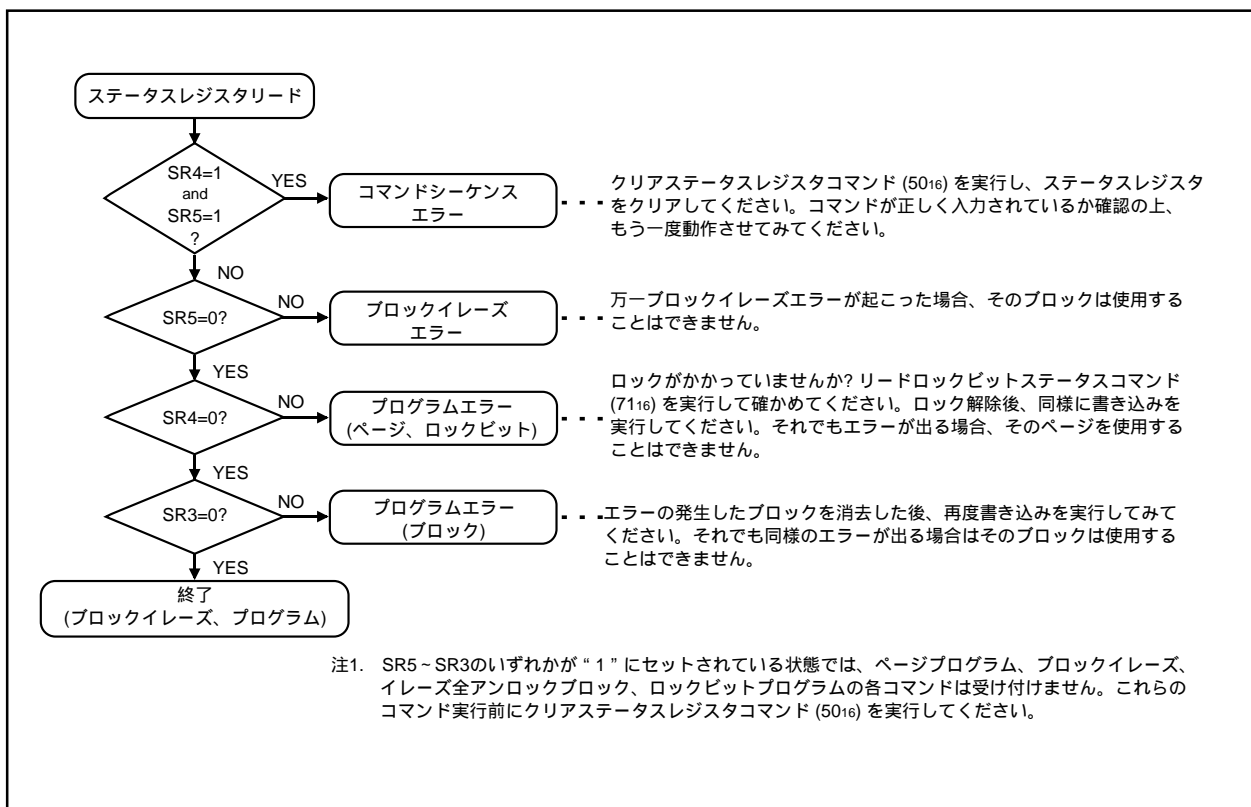 ステータスレジスタリード
SR4=1
and
SR5=1
?
YES
コマンドシーケンス
エラー
クリアステータスレジスタコマンド (5016) を実行し、ステータスレジスタ
をクリアしてください。コマンドが正しく入力されているか確認の上、
もう一度動作させてみてください。
NO
SR5=0?
NO
ブロックイレーズ
エラー
万一ブロックイレーズエラーが起こった場合、そのブロックは使用する
ことはできません。
YES
SR4=0?
NO
プログラムエラー
(ページ、ロックビット)
ロックがかかっていませんか? リードロックビットステータスコマンド
(7116) を実行して確かめてください。ロック解除後、同様に書き込みを
実行してください。それでもエラーが出る場合、そのページを使用する
ことはできません。
YES
SR3=0?
NO
プログラムエラー
(ブロック)
エラーの発生したブロックを消去した後、再度書き込みを実行してみて
ください。それでも同様のエラーが出る場合はそのブロックは使用する
ことはできません。
YES
終了
(ブロックイレーズ、プログラム)
注1. SR5~SR3のいずれかが “ 1 ” にセットされている状態では、ページプログラム、ブロックイレーズ、
イレーズ全アンロックブロック、ロックビットプログラムの各コマンドは受け付けません。これらの
コマンド実行前にクリアステータスレジスタコマンド (5016) を実行してください。